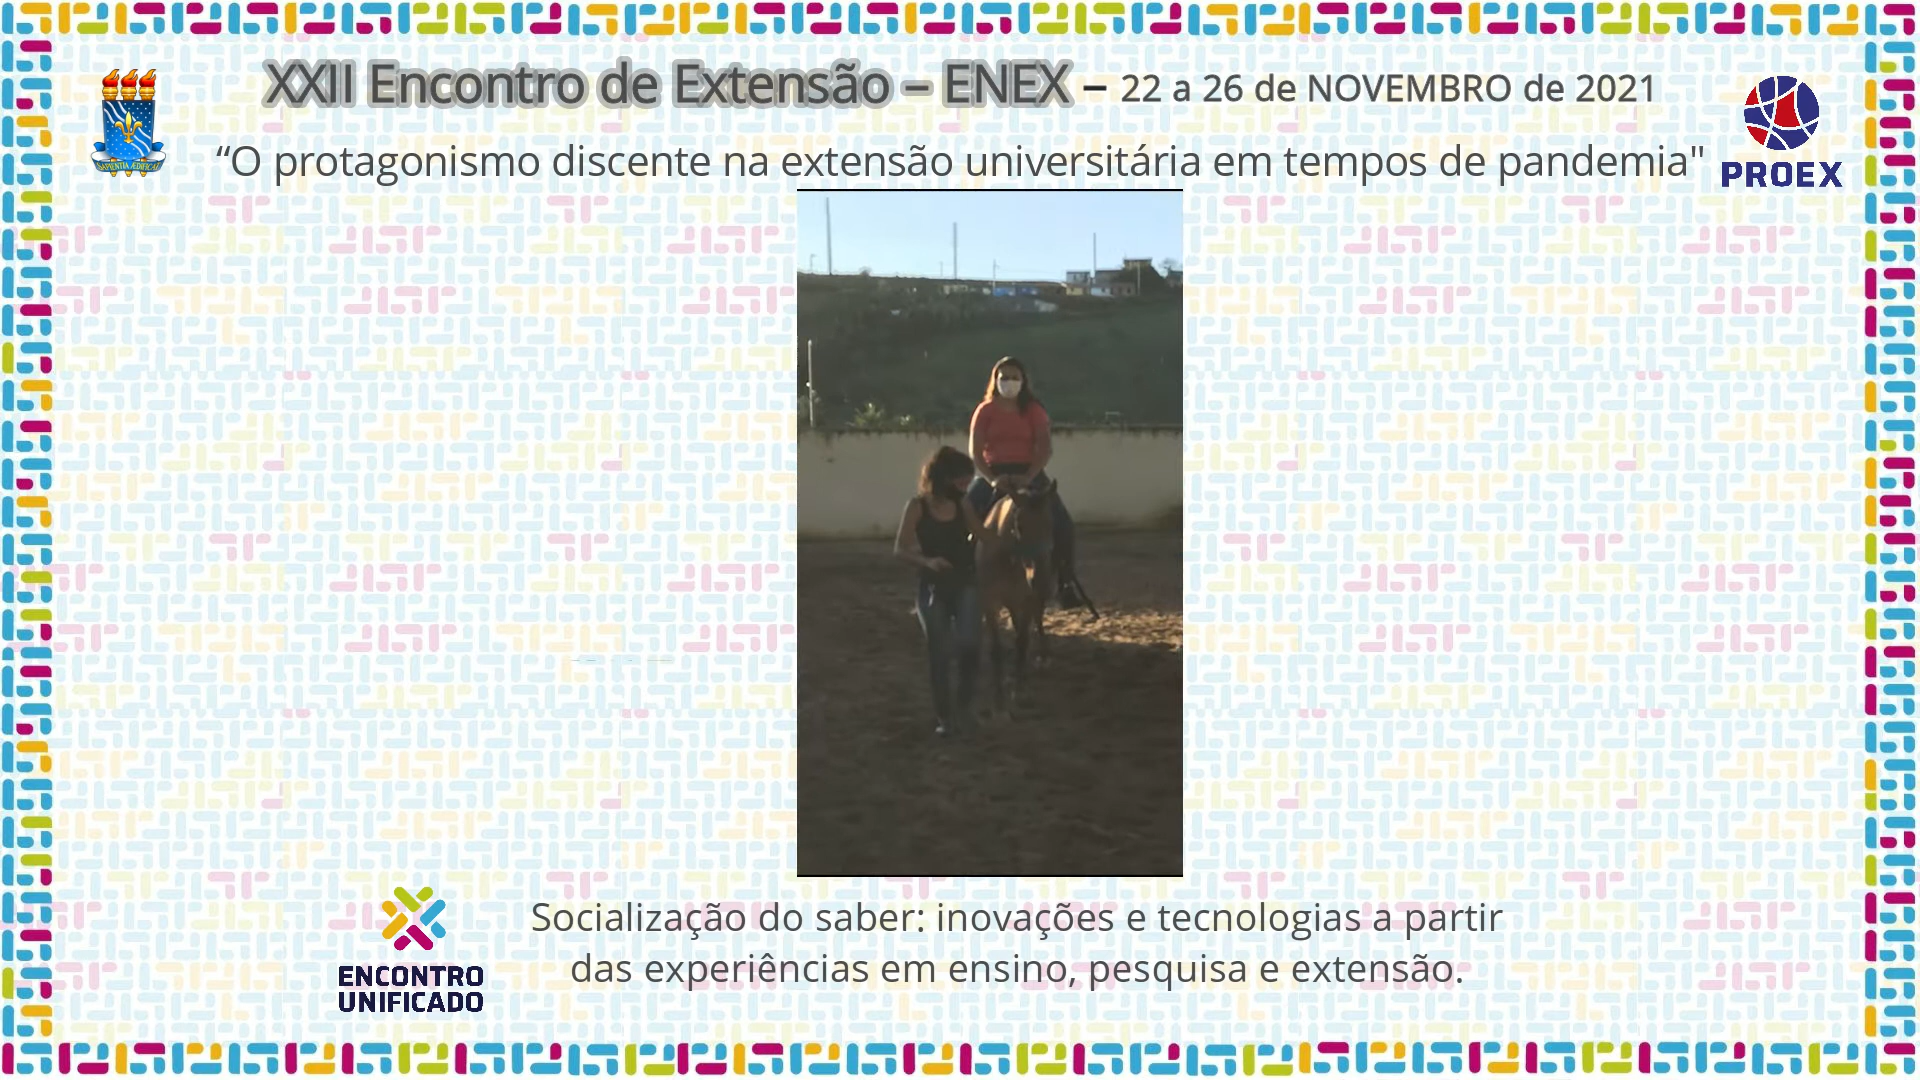 XXII Encontro de Extensão – ENEX – 22 a 26 de NOVEMBRO de 2021
“O protagonismo discente na extensão universitária em tempos de pandemia"
PROEX
Socialização do saber: inovações e tecnologias a partir
das experiências em ensino, pesquisa e extensão.
ENCONTRO
UNIFICADO